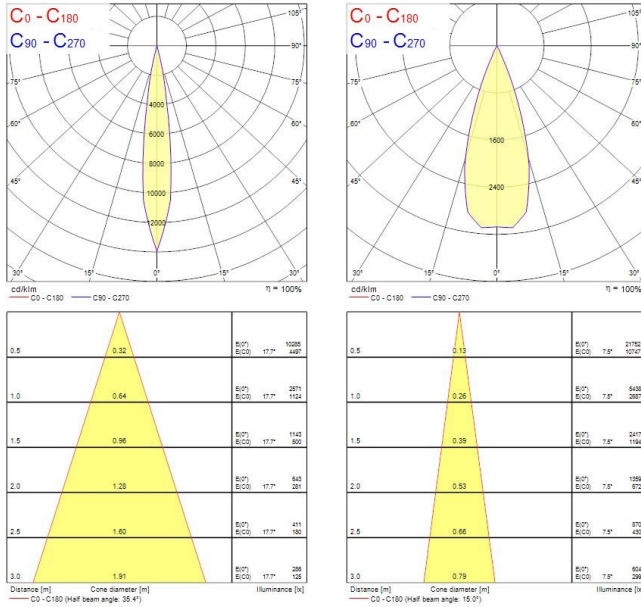 C0 - C180
C90 - C270
105°
90°
75°
75°
60°
60°
45°
45°
4000
6000
8000
10000
12000
30°
15°
0°
15°
30°
cd/klm
η = 100%
C0 - C180
C90 - C270
0.5
0.32
E(0°) 10285
E(C0) 17.7° 4497
1.0
0.64
E(0°) 2571
E(C0) 17.7° 1124
1.5
0.96
E(0°) 1143
E(C0) 17.7° 500
2.0
1.28
E(0°) 643
E(C0) 17.7° 281
2.5
1.60
E(0°) 411
E(C0) 17.7° 180
3.0
1.91
E(0°) 286
E(C0) 17.7° 125
Distance [m]
Cone diameter [m]
Illuminance [lx]
C0 - C180 (Half beam angle: 35.4°)
C0 - C180
C90 - C270
105°
90°
75°
75°
60°
60°
45°
45°
1600
2400
30°
15°
0°
15°
30°
cd/klm
η = 100%
C0 - C180
C90 - C270
0.5
0.13
E(0°) 21752
E(C0) 7.5° 10747
1.0
0.26
E(0°) 5438
E(C0) 7.5° 2687
1.5
0.39
E(0°) 2417
E(C0) 7.5° 1194
2.0
0.53
E(0°) 1359
E(C0) 7.5° 672
2.5
0.66
E(0°) 870
E(C0) 7.5° 430
3.0
0.79
E(0°) 604
E(C0) 7.5° 299
Distance [m]
Cone diameter [m]
Illuminance [lx]
C0 - C180 (Half beam angle: 15.0°)